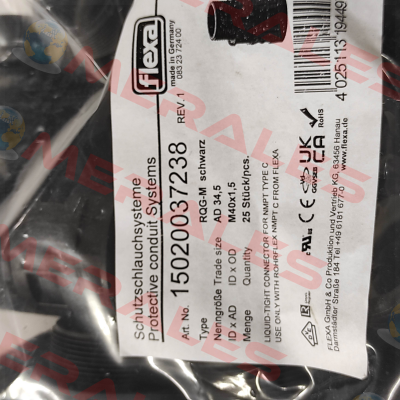 flexa
made in Germany
083 23 724 00
REV. 1
4 025113 19449
Schutzschlauchsysteme
Protective conduit Systems
Art. No. 15020037238
Type RQG-M schwarz
Nenngröße Trade size AD 34,5
ID x AD ID x OD M40x1,5
Menge Quantity 25 Stück/pcs.
LIQUID-TIGHT CONNECTOR FOR NMPT TYPE C
USE ONLY WITH ROHRFLEX NMPT C FROM FLEXA
c UL us CE UK CA RoHS
FLEXA GmbH & Co Produktion und Vertrieb KG, 63456 Hanau
Darmstädter Straße 184 Tel +49 6181 677-0 www.flexa.de
NERALES